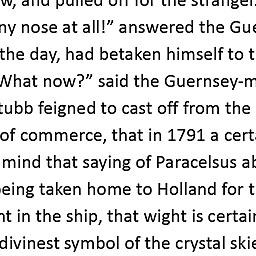 w, and pulled off for the stranger.
ny nose at all!” answered the Gue
the day, had betaken himself to t
What now?” said the Guernsey-m
tubb feigned to cast off from the
of commerce, that in 1791 a certa
mind that saying of Paracelsus ab
being taken home to Holland for t
nt in the ship, that wight is certain
divinest symbol of the crystal skie